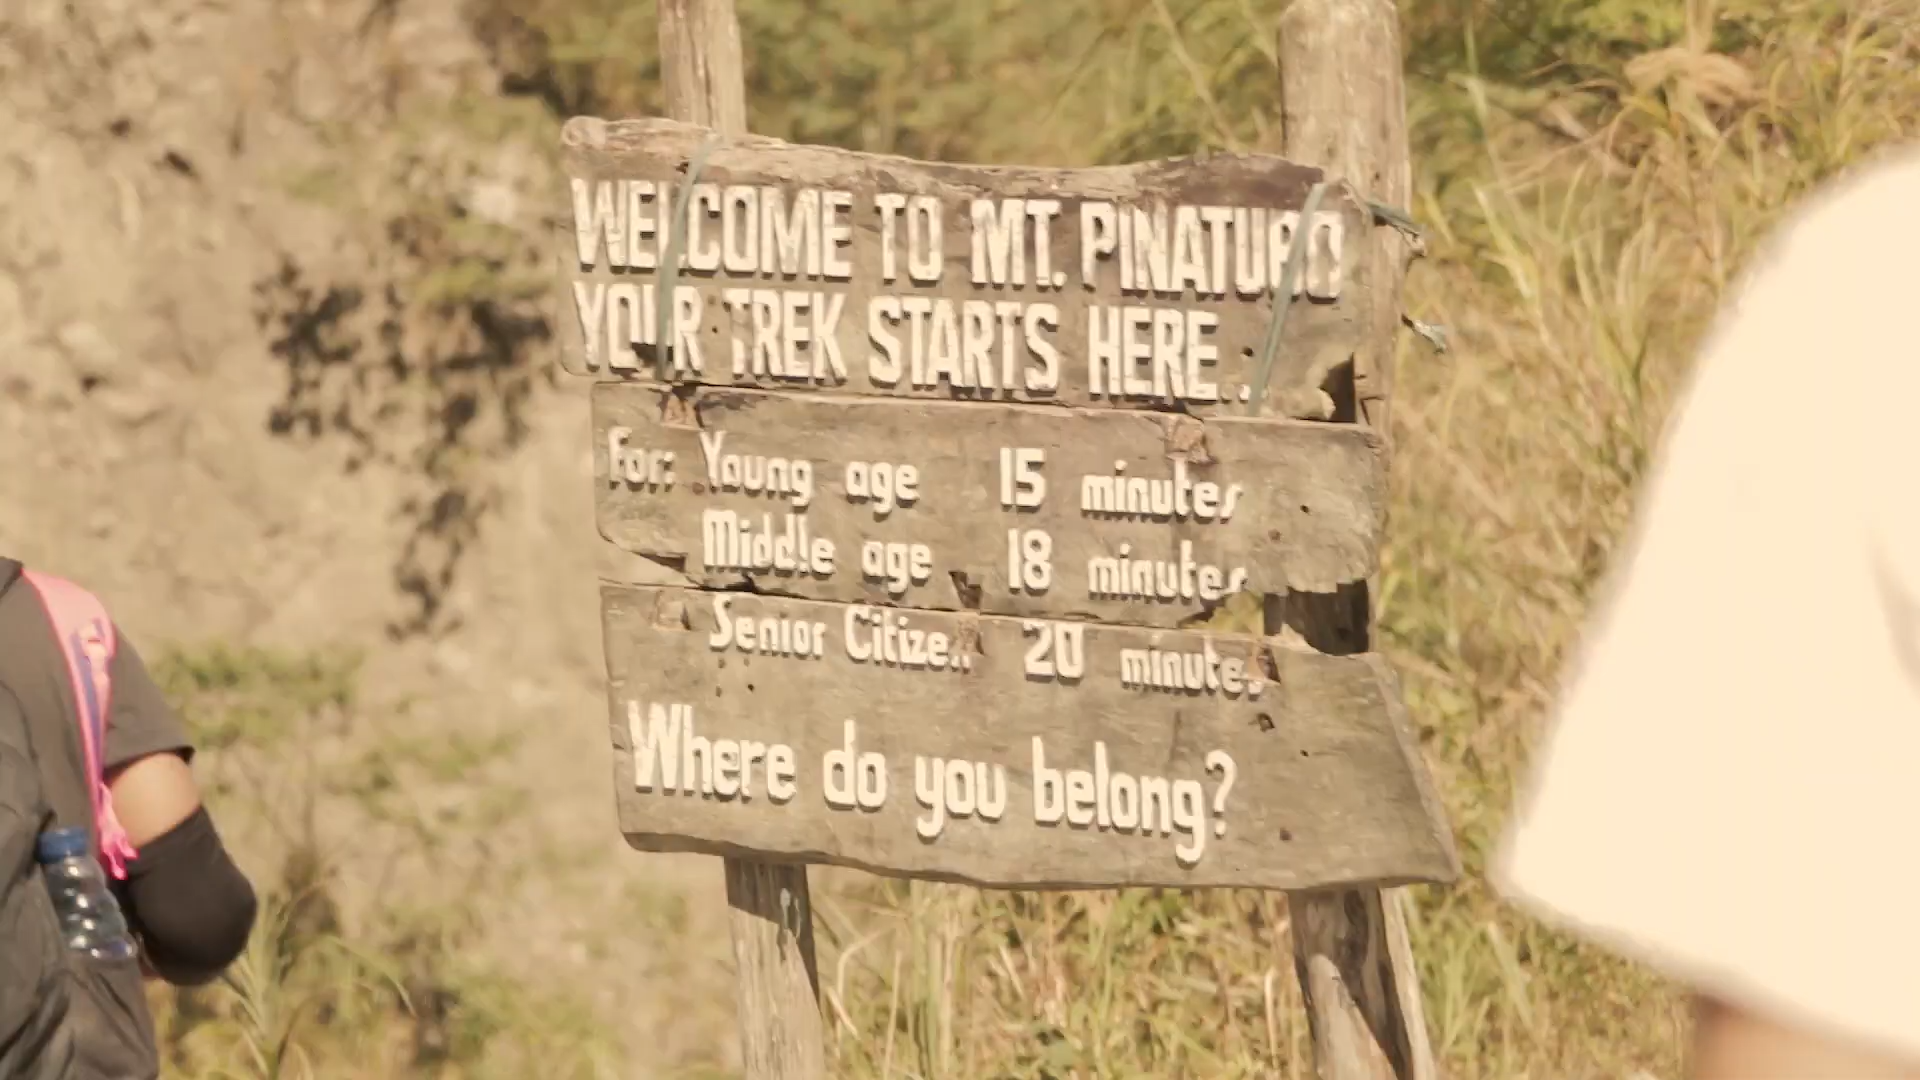 WELCOME TO MT. PINATUBO
YOUR TREK STARTS HERE..
For: Young age 15 minutes
Middle age 18 minutes
Senior Citizen 20 minutes
Where do you belong?